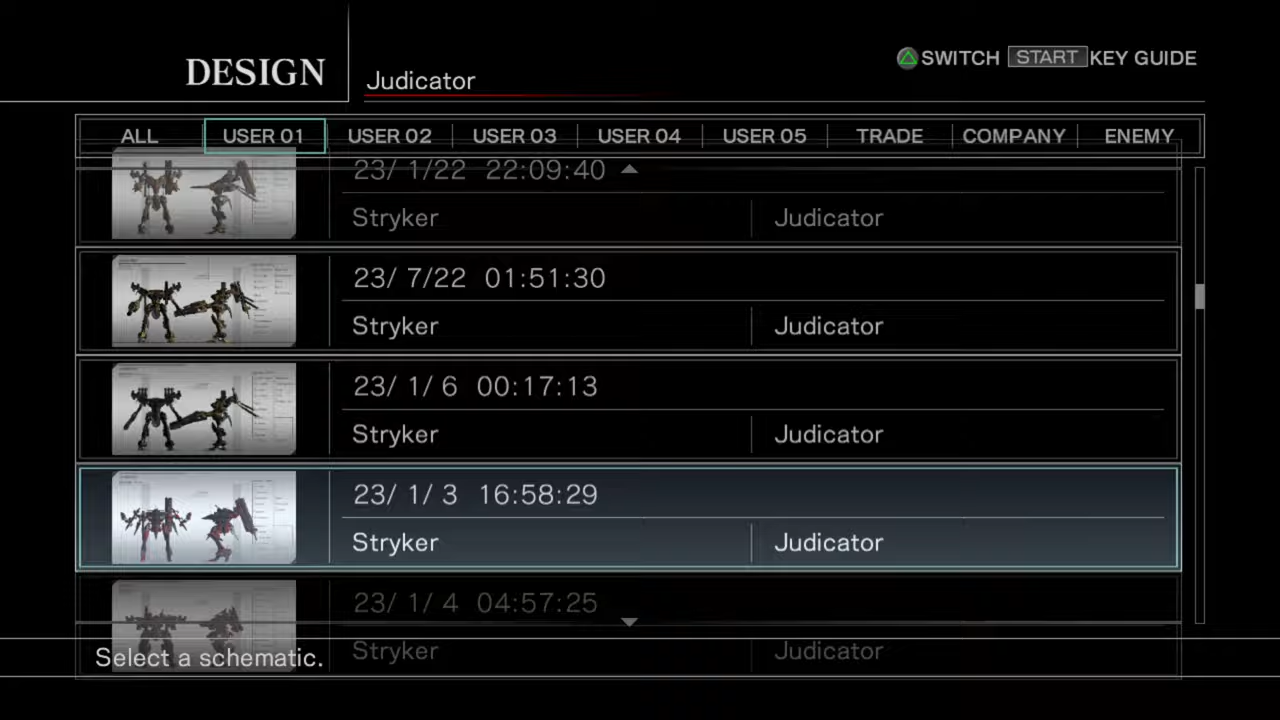 DESIGN
Judicator
SWITCH START KEY GUIDE
ALL USER 01 USER 02 USER 03 USER 04 USER 05 TRADE COMPANY ENEMY
23/ 1/22 22:09:40
Stryker Judicator
23/ 7/22 01:51:30
Stryker Judicator
23/ 1/ 6 00:17:13
Stryker Judicator
23/ 1/ 3 16:58:29
Stryker Judicator
23/ 1/ 4 04:57:25
Stryker Judicator
Select a schematic.